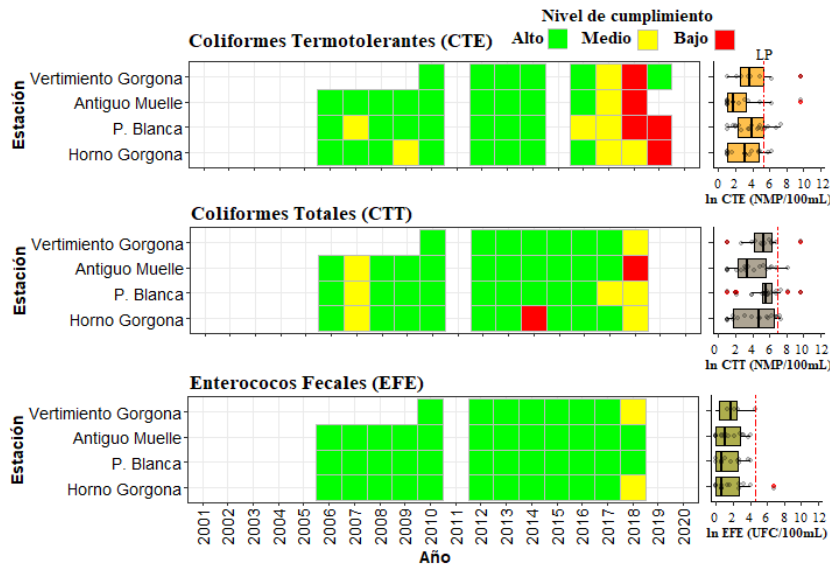 Nivel de cumplimiento
Coliformes Termotolerantes (CTE) Alto Medio Bajo
LP
Estación
Vertimiento Gorgona
Antiguo Muelle
P. Blanca
Horno Gorgona
0 2 4 6 8 10 12
ln CTE (NMP/100mL)
Coliformes Totales (CTT)
Estación
Vertimiento Gorgona
Antiguo Muelle
P. Blanca
Horno Gorgona
0 2 4 6 8 10 12
ln CTT (NMP/100mL)
Enterococos Fecales (EFE)
Estación
Vertimiento Gorgona
Antiguo Muelle
P. Blanca
Horno Gorgona
0 2 4 6 8 10 12
ln EFE (UFC/100mL)
2001 2002 2003 2004 2005 2006 2007 2008 2009 2010 2011 2012 2013 2014 2015 2016 2017 2018 2019 2020
Año